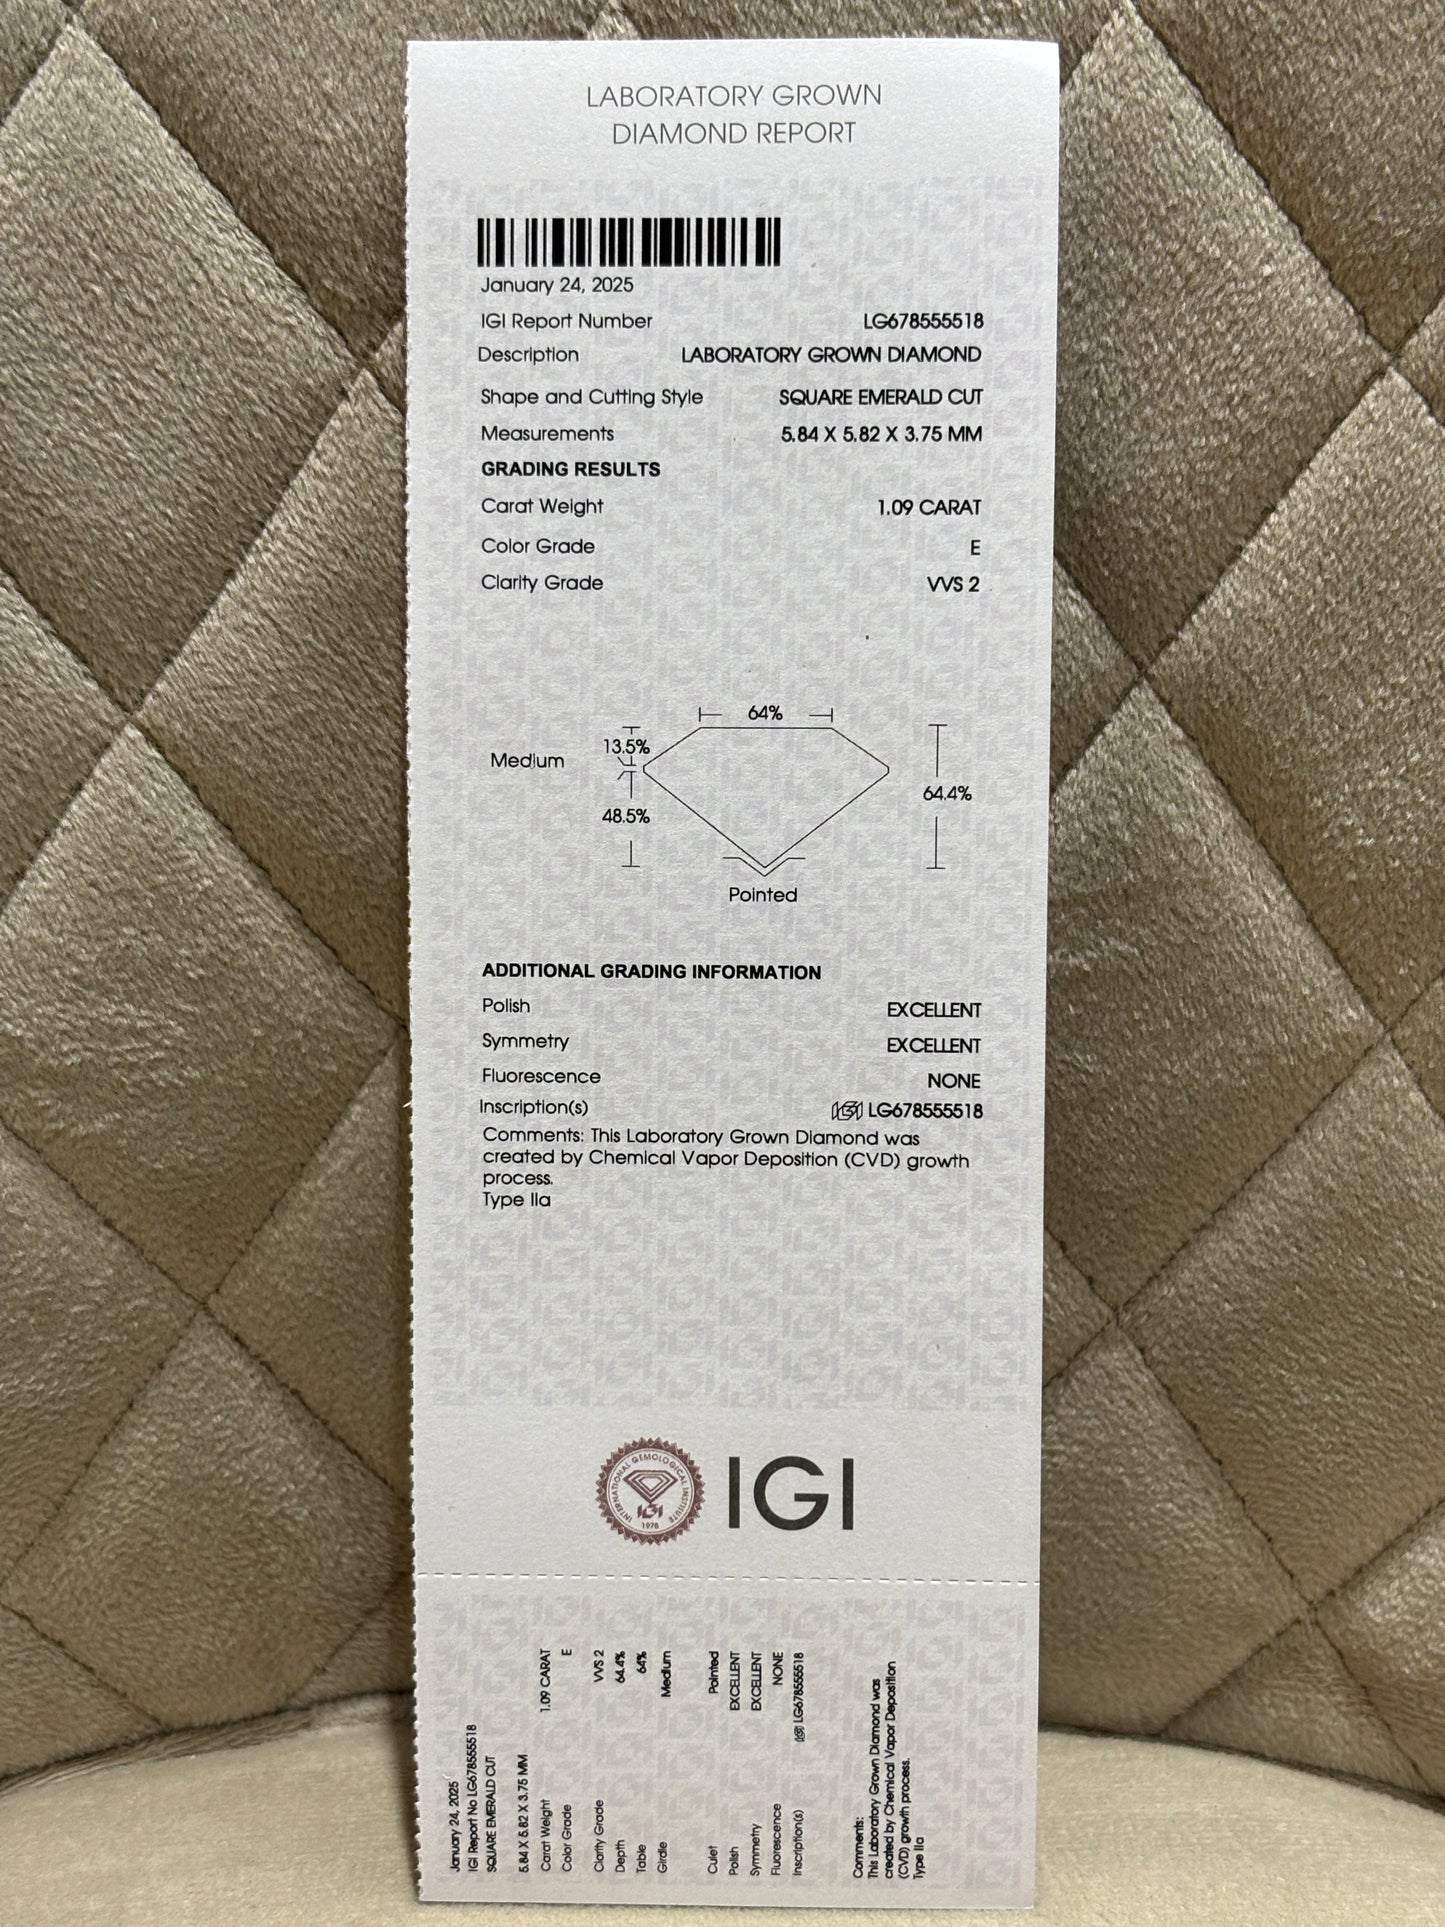 LABORATORY GROWN
DIAMOND REPORT
January 24, 2025
IGI Report Number LG678555518
Description LABORATORY GROWN DIAMOND
Shape and Cutting Style SQUARE EMERALD CUT
Measurements 5.84 X 5.82 X 3.75 MM
GRADING RESULTS
Carat Weight 1.09 CARAT
Color Grade E
Clarity Grade VVS 2
64%
13.5%
Medium
64.4%
48.5%
Pointed
ADDITIONAL GRADING INFORMATION
Polish EXCELLENT
Symmetry EXCELLENT
Fluorescence NONE
Inscription(s) IGI LG678555518
Comments: This Laboratory Grown Diamond was
created by Chemical Vapor Deposition (CVD) growth
process.
Type IIa
INTERNATIONAL GEMOLOGICAL INSTITUTE
IGI
1975
IGI
January 24, 2025
IGI Report No LG678555518
SQUARE EMERALD CUT
5.84 X 5.82 X 3.75 MM
Carat Weight 1.09 CARAT
Color Grade E
Clarity Grade VVS 2
Depth 64.4%
Table 64%
Girdle Medium
Culet Pointed
Polish EXCELLENT
Symmetry EXCELLENT
Fluorescence NONE
Inscription(s) IGI LG678555518
Comments:
This Laboratory Grown Diamond was
created by Chemical Vapor Deposition
(CVD) growth process.
Type IIa